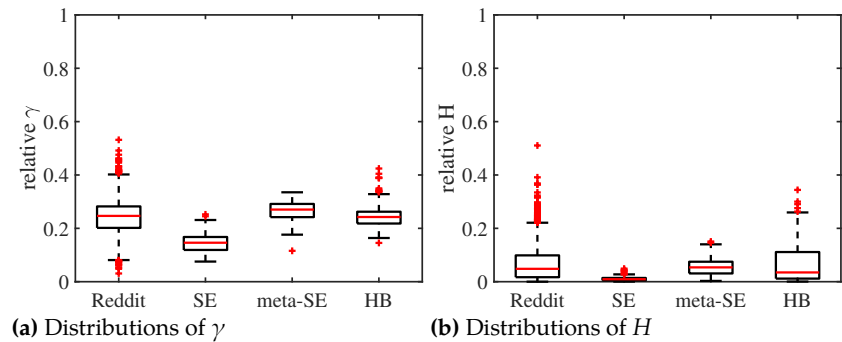 1
0.8
0.6
0.4
0.2
0
relative γ
Reddit SE meta-SE HB
(a) Distributions of γ
1
0.8
0.6
0.4
0.2
0
relative H
Reddit SE meta-SE HB
(b) Distributions of H